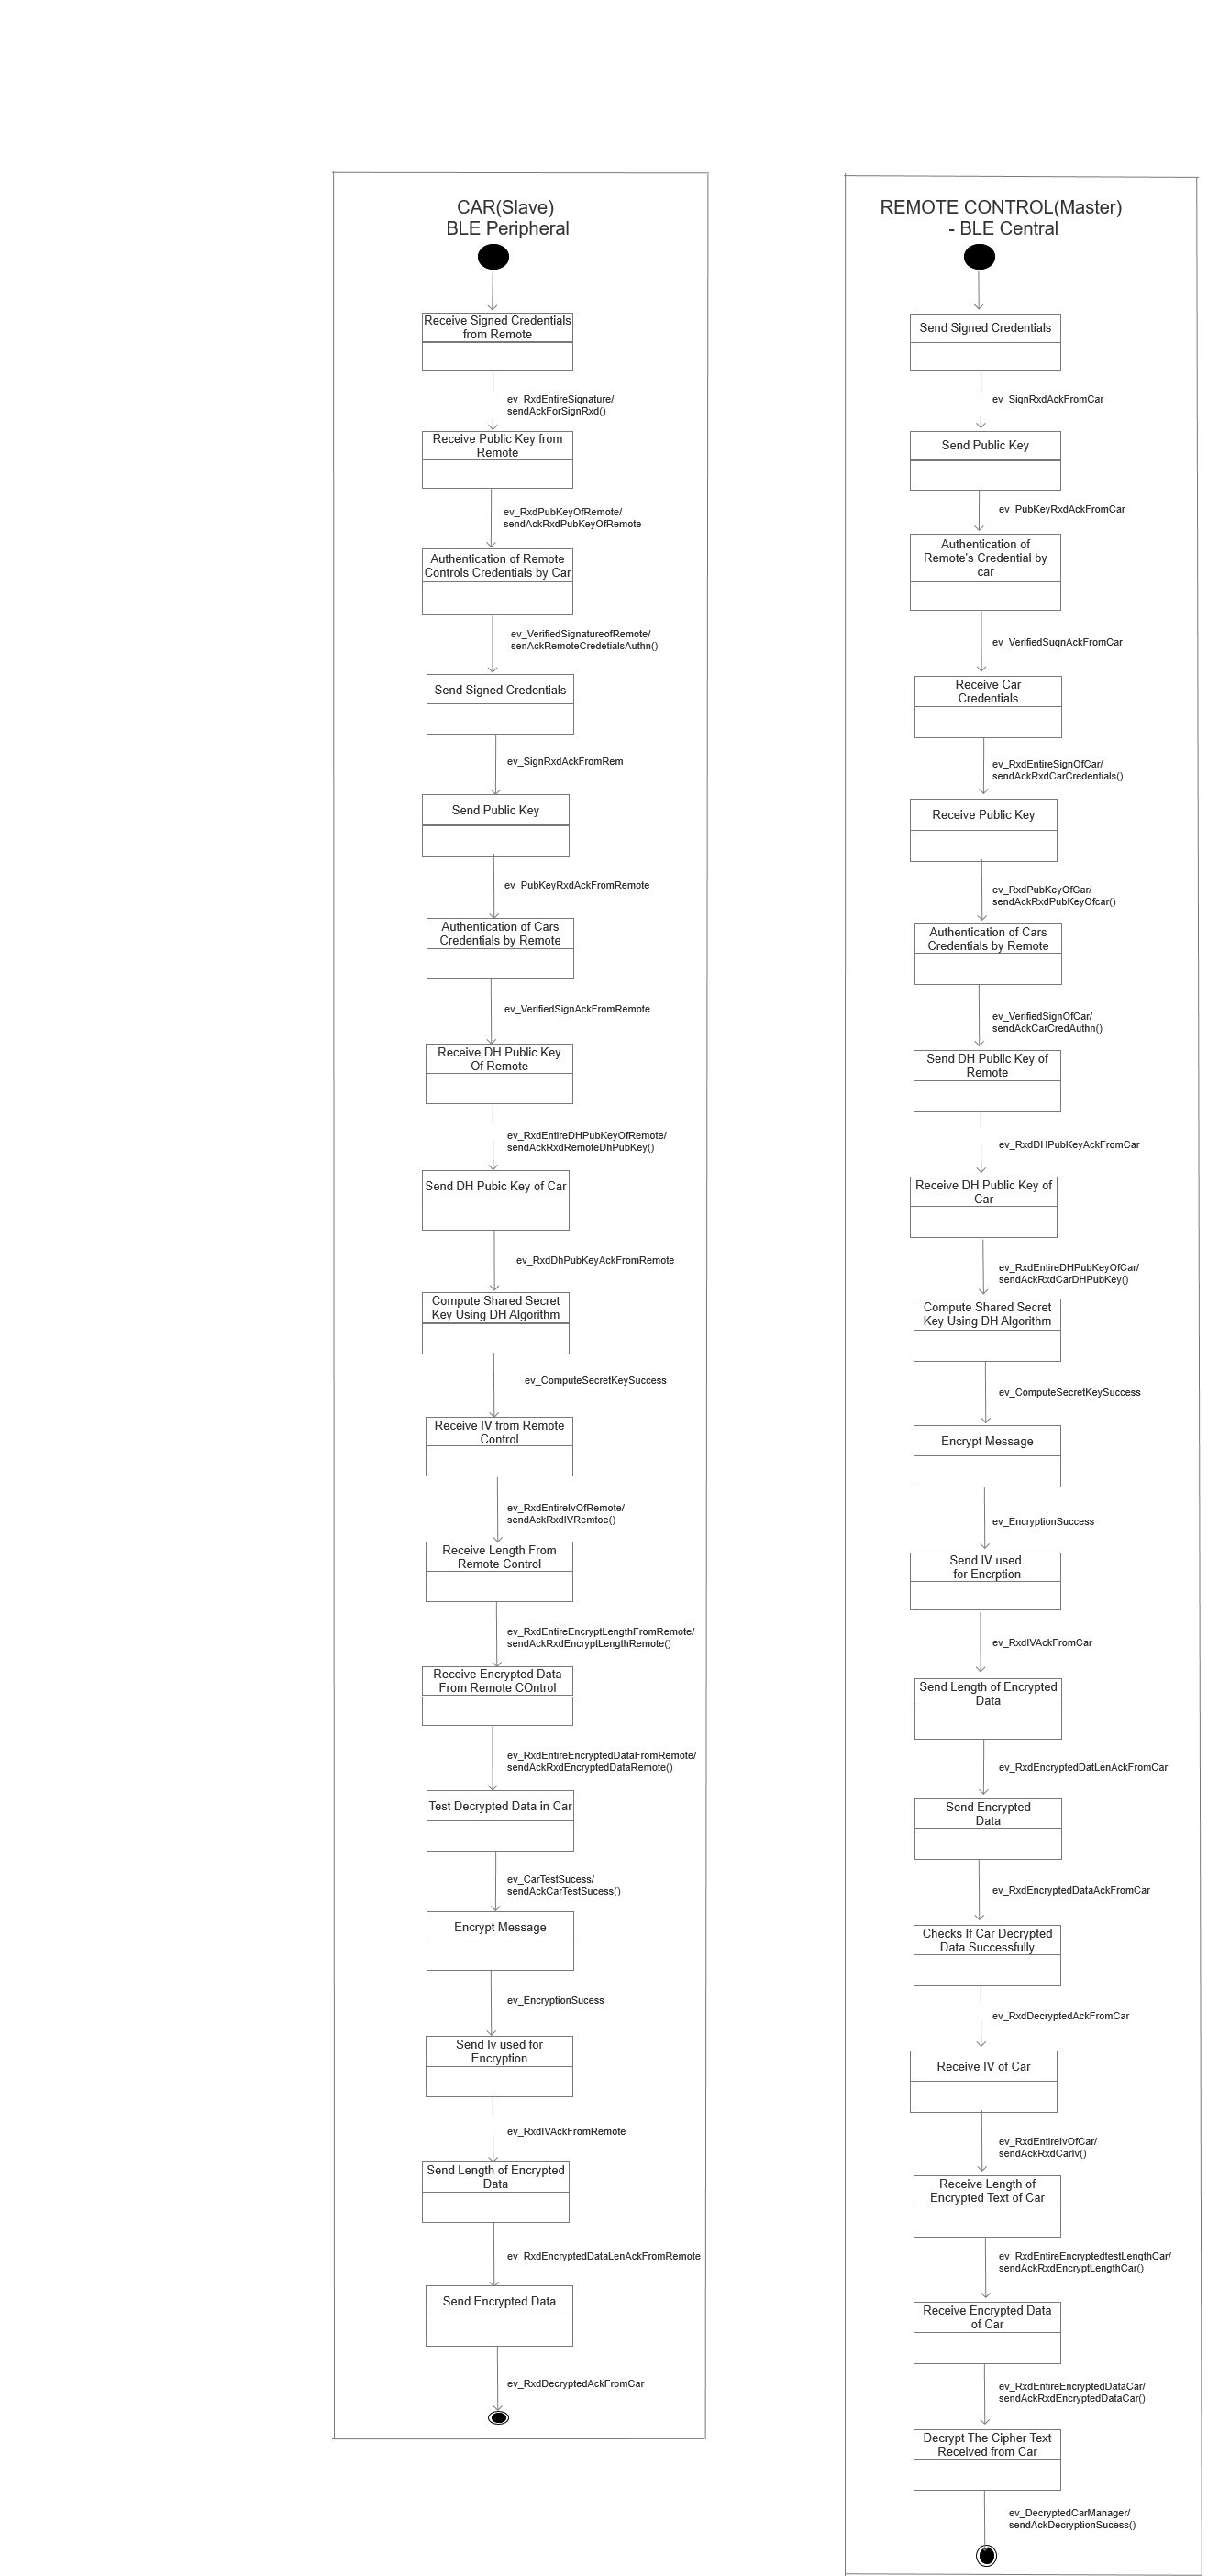 CAR(Slave)
BLE Peripheral
Receive Signed Credentials
from Remote
ev_RxdEntireSignature/
sendAckForSignRxd()
Receive Public Key from
Remote
ev_RxdPubKeyOfRemote/
sendAckRxdPubKeyOfRemote
Authentication of Remote
Controls Credentials by Car
ev_VerifiedSignatureofRemote/
senAckRemoteCredetialsAuthn()
Send Signed Credentials
ev_SignRxdAckFromRem
Send Public Key
ev_PubKeyRxdAckFromRemote
Authentication of Cars
Credentials by Remote
ev_VerifiedSignAckFromRemote
Receive DH Public Key
Of Remote
ev_RxdEntireDHPubKeyOfRemote/
sendAckRxdRemoteDhPubKey()
Send DH Pubic Key of Car
ev_RxdDhPubKeyAckFromRemote
Compute Shared Secret
Key Using DH Algorithm
ev_ComputeSecretKeySuccess
Receive IV from Remote
Control
ev_RxdEntireIvOfRemote/
sendAckRxdIVRemtoe()
Receive Length From
Remote Control
ev_RxdEntireEncryptLengthFromRemote/
sendAckRxdEncryptLengthRemote()
Receive Encrypted Data
From Remote COntrol
ev_RxdEntireEncryptedDataFromRemote/
sendAckRxdEncryptedDataRemote()
Test Decrypted Data in Car
ev_CarTestSucess/
sendAckCarTestSucess()
Encrypt Message
ev_EncryptionSucess
Send Iv used for
Encryption
ev_RxdIVAckFromRemote
Send Length of Encrypted
Data
ev_RxdEncryptedDataLenAckFromRemote
Send Encrypted Data
ev_RxdDecryptedAckFromCar
REMOTE CONTROL(Master)
- BLE Central
Send Signed Credentials
ev_SignRxdAckFromCar
Send Public Key
ev_PubKeyRxdAckFromCar
Authentication of
Remote's Credential by
car
ev_VerifiedSugnAckFromCar
Receive Car
Credentials
ev_RxdEntireSignOfCar/
sendAckRxdCarCredentials()
Receive Public Key
ev_RxdPubKeyOfCar/
sendAckRxdPubKeyOfcar()
Authentication of Cars
Credentials by Remote
ev_VerifiedSignOfCar/
sendAckCarCredAuthn()
Send DH Public Key of
Remote
ev_RxdDHPubKeyAckFromCar
Receive DH Public Key of
Car
ev_RxdEntireDHPubKeyOfCar/
sendAckRxdCarDHPubKey()
Compute Shared Secret
Key Using DH Algorithm
ev_ComputeSecretKeySuccess
Encrypt Message
ev_EncryptionSuccess
Send IV used
for Encrption
ev_RxdIVAckFromCar
Send Length of Encrypted
Data
ev_RxdEncryptedDatLenAckFromCar
Send Encrypted
Data
ev_RxdEncryptedDataAckFromCar
Checks If Car Decrypted
Data Successfully
ev_RxdDecryptedAckFromCar
Receive IV of Car
ev_RxdEntireIvOfCar/
sendAckRxdCarIv()
Receive Length of
Encrypted Text of Car
ev_RxdEntireEncryptedtestLengthCar/
sendAckRxdEncryptLengthCar()
Receive Encrypted Data
of Car
ev_RxdEntireEncryptedDataCar/
sendAckRxdEncryptedDataCar()
Decrypt The Cipher Text
Received from Car
ev_DecryptedCarManager/
sendAckDecryptionSucess()